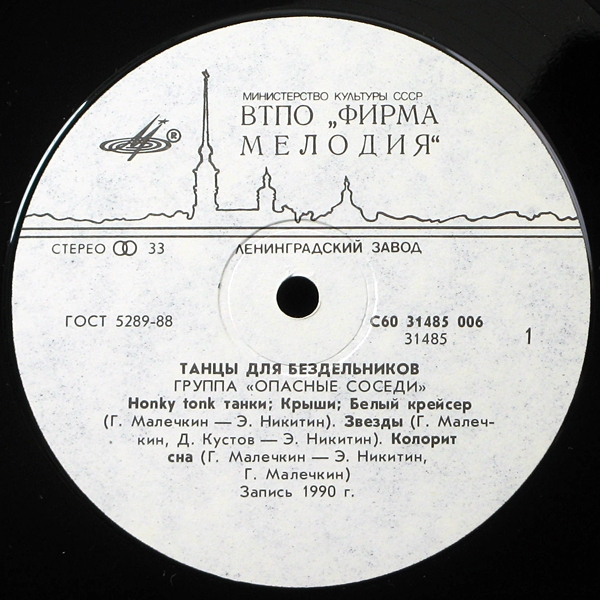 МИНИСТЕРСТВО КУЛЬТУРЫ СССР
ВТПО „ФИРМА
МЕЛОДИЯ“
®
СТЕРЕО 33 ЛЕНИНГРАДСКИЙ ЗАВОД
ГОСТ 5289-88 С60 31485 006
31485 1
ТАНЦЫ ДЛЯ БЕЗДЕЛЬНИКОВ
ГРУППА «ОПАСНЫЕ СОСЕДИ»
Honky tonk танки; Крыши; Белый крейсер
(Г. Малечкин — Э. Никитин). Звезды (Г. Малеч-
кин, Д. Кустов — Э. Никитин). Колорит
сна (Г. Малечкин — Э. Никитин,
Г. Малечкин)
Запись 1990 г.